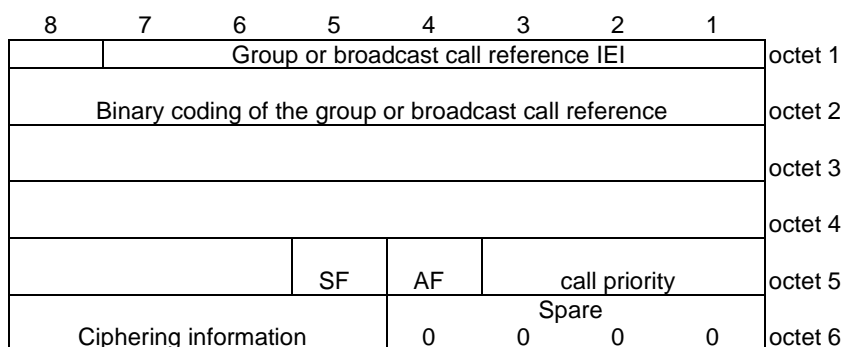 8 7 6 5 4 3 2 1
Group or broadcast call reference IEI octet 1
Binary coding of the group or broadcast call reference octet 2
octet 3
octet 4
SF AF call priority octet 5
Spare
Ciphering information 0 0 0 0 octet 6